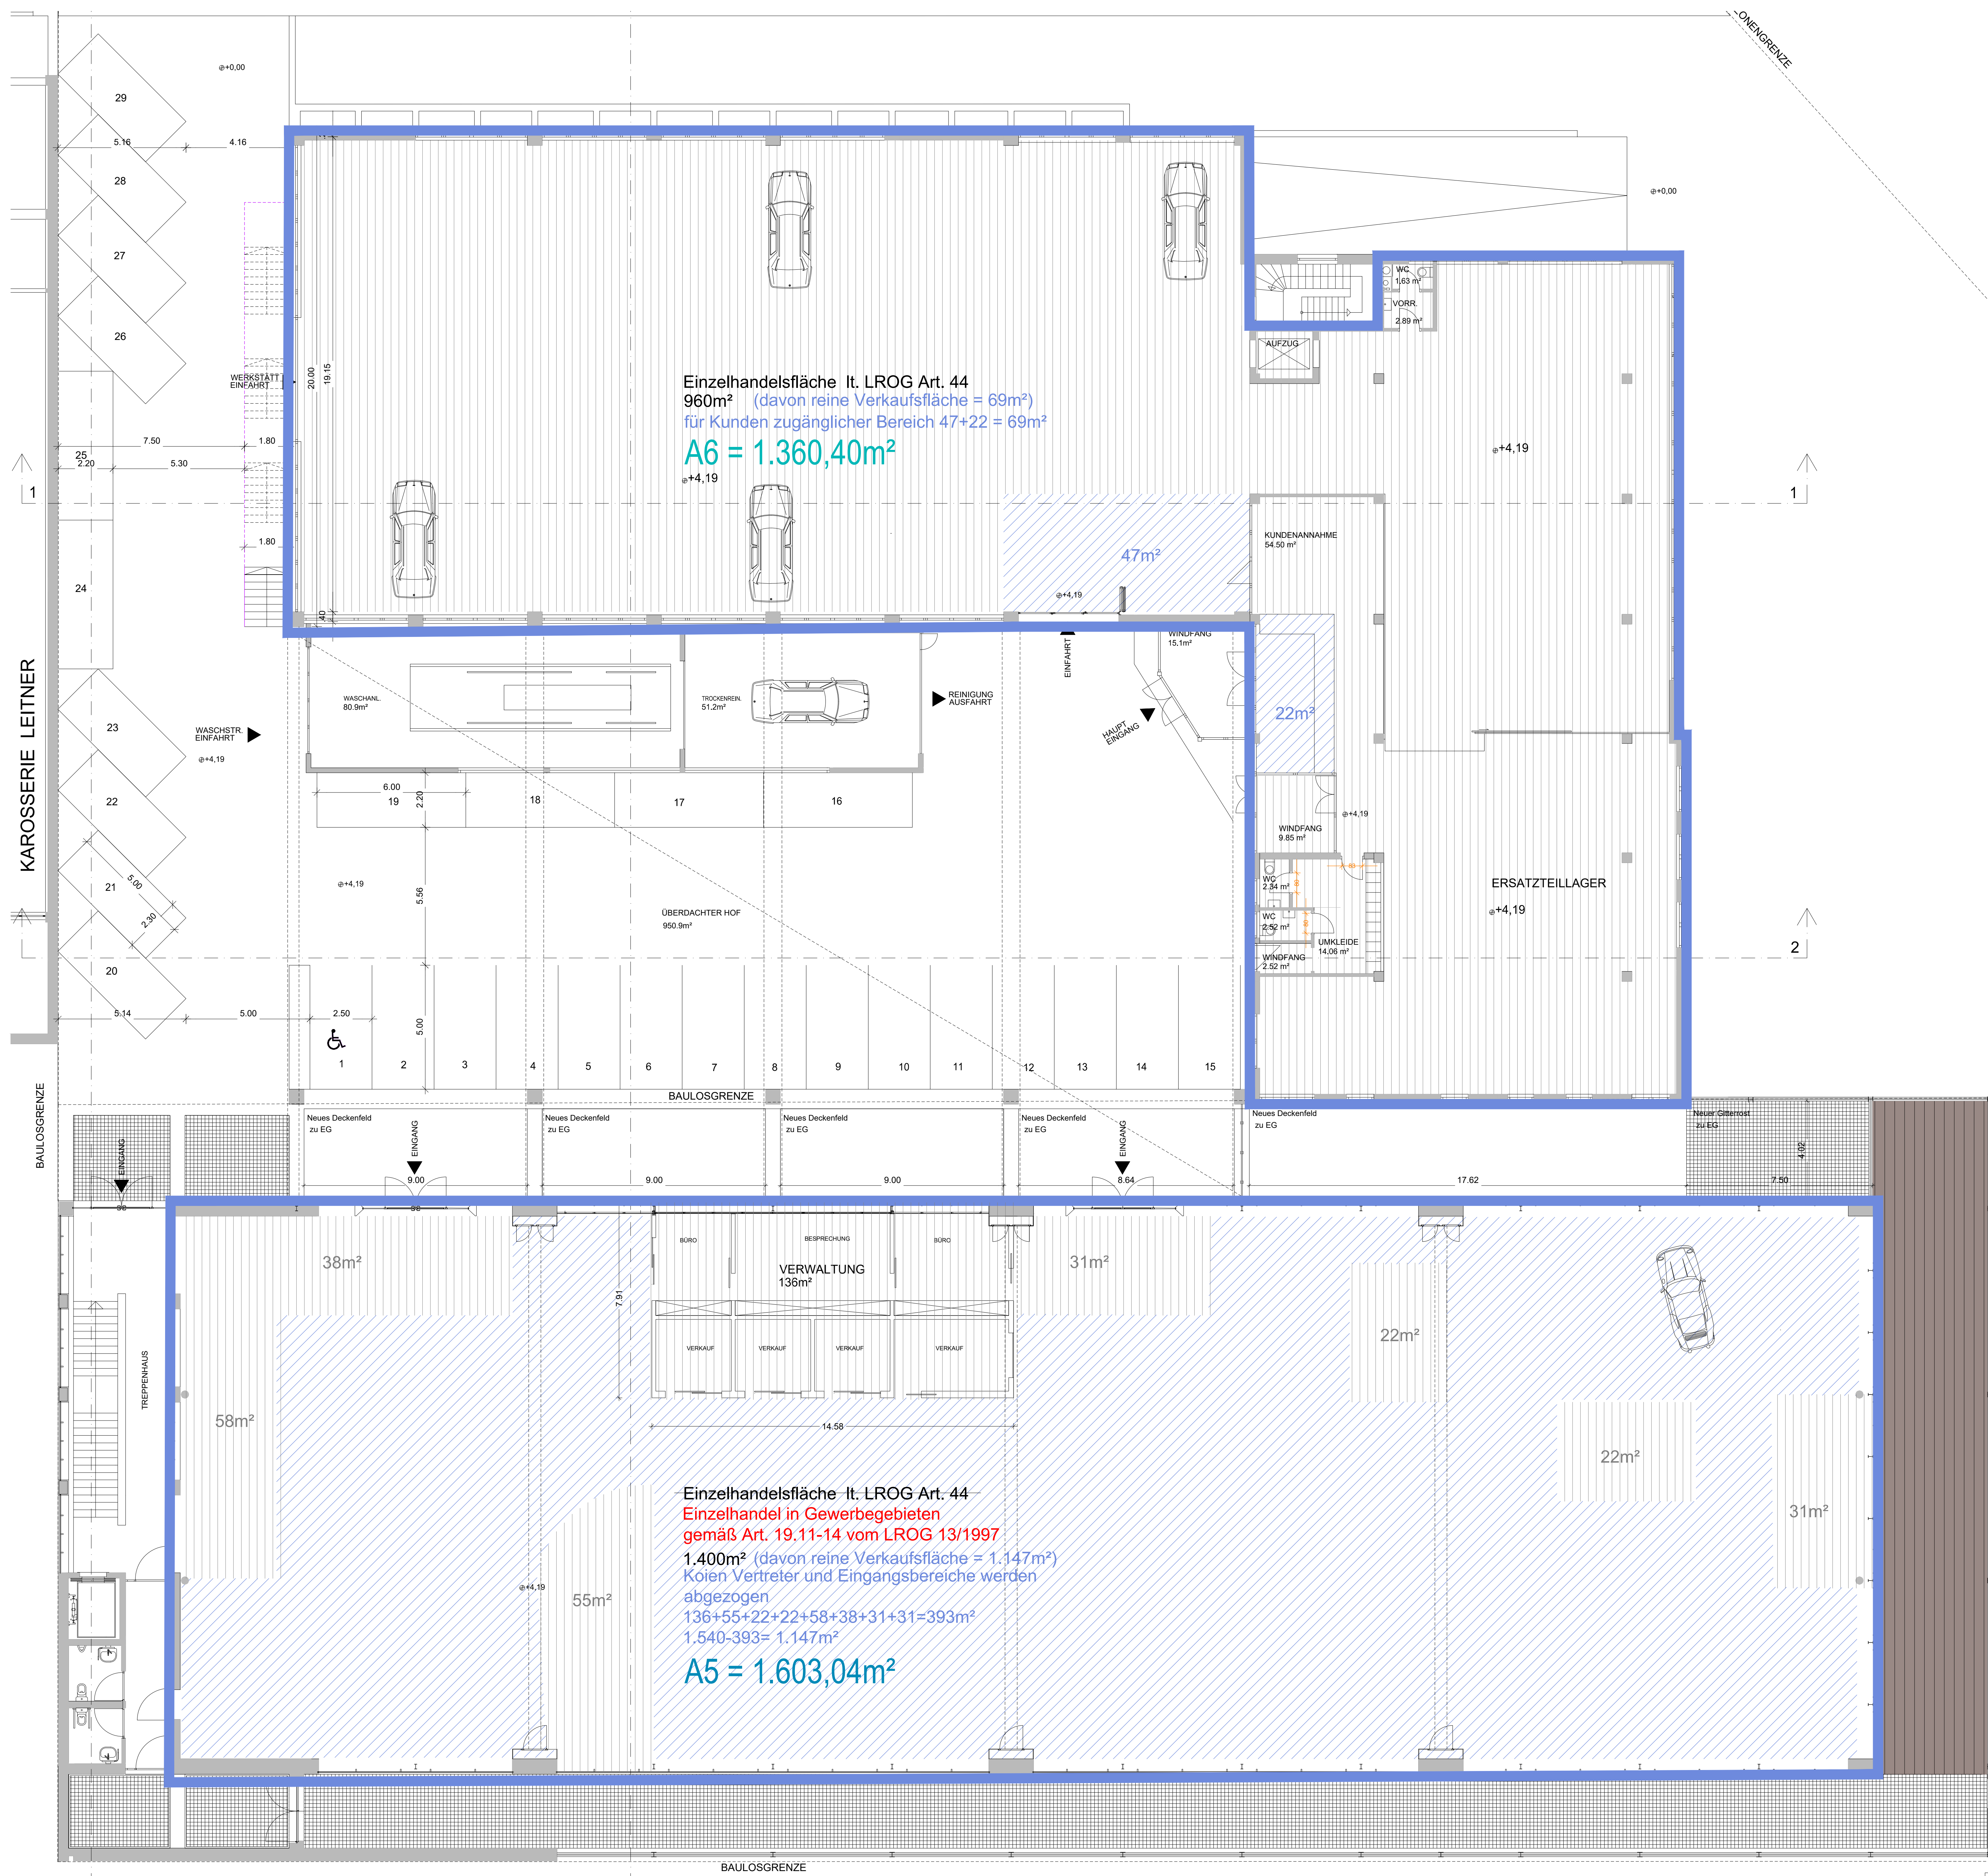 ZONENGRENZE
⊕+0,00
29
5.16
4.16
28
27
26
⊕+0,00
WC
1,63 m²
VORR.
2.89 m²
AUFZUG
WERKSTATT
EINFAHRT
20.00
19.15
Einzelhandelsfläche lt. LROG Art. 44
960m² (davon reine Verkaufsfläche = 69m²)
für Kunden zugänglicher Bereich 47+22 = 69m²
A6 = 1.360,40m²
⊕+4,19
⊕+4,19
7.50
1.80
25
2.20
5.30
1
1
1.80
24
.40
KUNDENANNAHME
54.50 m²
47m²
⊕+4,19
EINFAHRT
WINDFANG
15.1m²
KAROSSERIE LEITNER
23
WASCHSTR.
EINFAHRT
⊕+4,19
WASCHANL.
80.9m²
TROCKENREIN.
51.2m²
REINIGUNG
AUSFAHRT
HAUPT
EINGANG
22m²
22
6.00
19
2.20
18
17
16
WINDFANG
9.85 m²
⊕+4,19
21
5.00
2.30
⊕+4,19
5.56
ÜBERDACHTER HOF
950.9m²
80
WC
2.34 m²
80
WC
2.52 m²
80
UMKLEIDE
14.06 m²
WINDFANG
2.52 m²
ERSATZTEILLAGER
⊕+4,19
2
20
5.14
5.00
2.50
5.00
1
2
3
4
5
6
7
8
9
10
11
12
13
14
15
BAULOSGRENZE
BAULOSGRENZE
Neues Deckenfeld
zu EG
Neues Deckenfeld
zu EG
Neues Deckenfeld
zu EG
Neues Deckenfeld
zu EG
Neues Deckenfeld
zu EG
Neuer Gitterrost
zu EG
EINGANG
EINGANG
EINGANG
4.02
9.00
9.00
9.00
8.64
17.62
7.50
38m²
BÜRO
BESPRECHUNG
BÜRO
VERWALTUNG
136m²
31m²
7.91
22m²
VERKAUF
VERKAUF
VERKAUF
VERKAUF
TREPPENHAUS
58m²
14.58
22m²
31m²
Einzelhandelsfläche lt. LROG Art. 44
Einzelhandel in Gewerbegebieten
gemäß Art. 19.11-14 vom LROG 13/1997
1.400m² (davon reine Verkaufsfläche = 1.147m²)
Koien Vertreter und Eingangsbereiche werden
abgezogen
136+55+22+22+58+38+31+31=393m²
1.540-393= 1.147m²
A5 = 1.603,04m²
⊕+4,19
55m²
BAULOSGRENZE